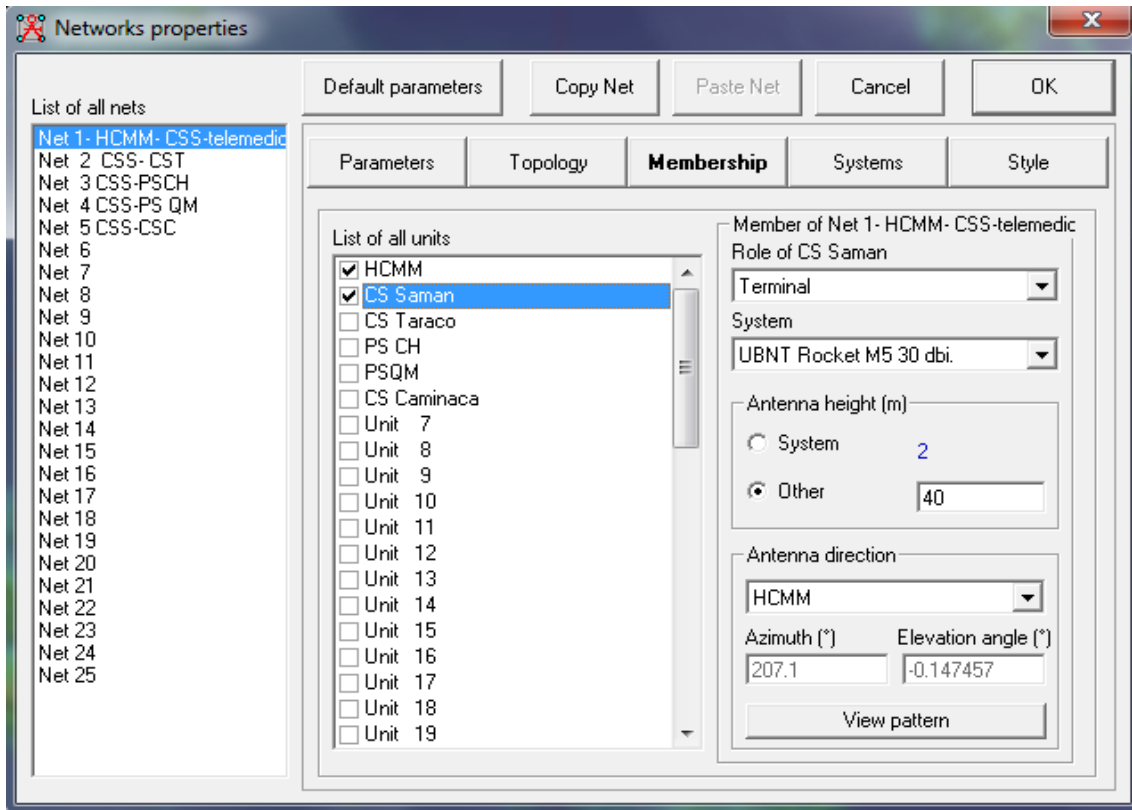 Networks properties
Default parameters
Copy Net
Paste Net
Cancel
OK
List of all nets
Net 1- HCMM- CSS-telemedic
Net 2 CSS- CST
Net 3 CSS-PSCH
Net 4 CSS-PS QM
Net 5 CSS-CSC
Net 6
Net 7
Net 8
Net 9
Net 10
Net 11
Net 12
Net 13
Net 14
Net 15
Net 16
Net 17
Net 18
Net 19
Net 20
Net 21
Net 22
Net 23
Net 24
Net 25
Parameters
Topology
Membership
Systems
Style
List of all units
HCMM
CS Saman
CS Taraco
PS CH
PSQM
CS Caminaca
Unit 7
Unit 8
Unit 9
Unit 10
Unit 11
Unit 12
Unit 13
Unit 14
Unit 15
Unit 16
Unit 17
Unit 18
Unit 19
Member of Net 1- HCMM- CSS-telemedic
Role of CS Saman
Terminal
System
UBNT Rocket M5 30 dbi.
Antenna height (m)
System 2
Other 40
Antenna direction
HCMM
Azimuth (°) Elevation angle (°)
207.1 -0.147457
View pattern